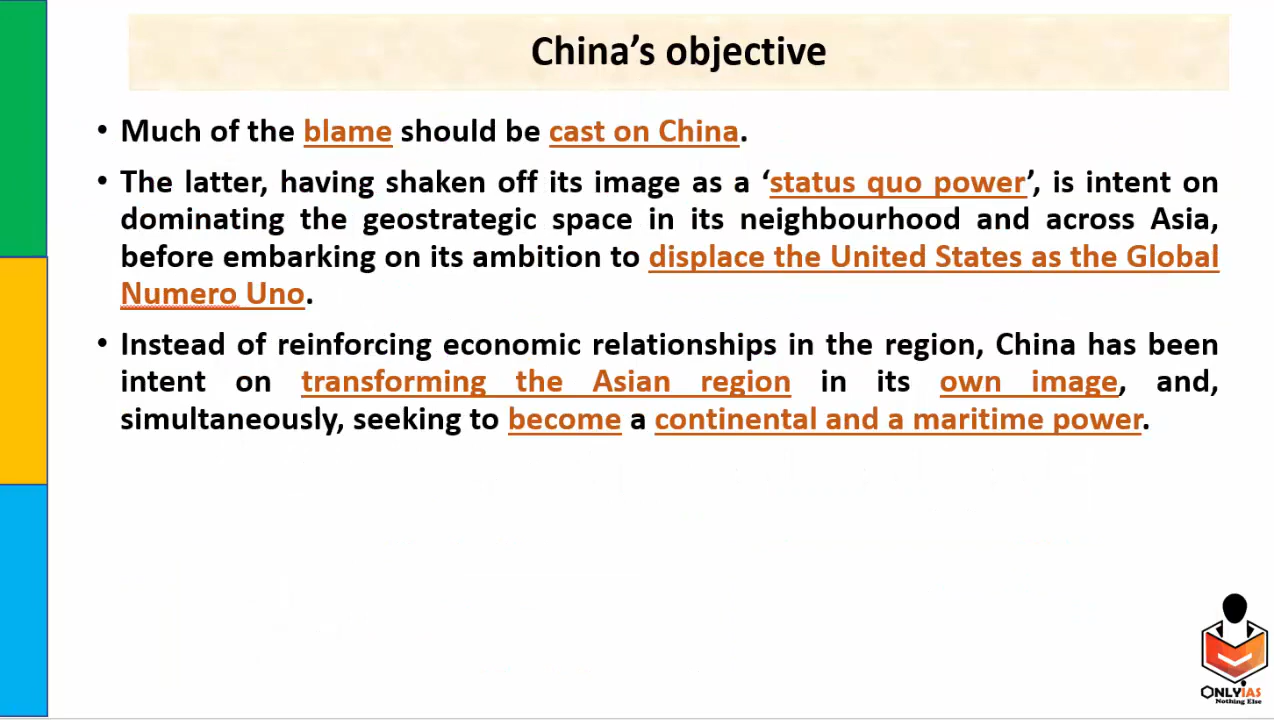 China’s objective
• Much of the blame should be cast on China.
• The latter, having shaken off its image as a ‘status quo power’, is intent on
dominating the geostrategic space in its neighbourhood and across Asia,
before embarking on its ambition to displace the United States as the Global
Numero Uno.
• Instead of reinforcing economic relationships in the region, China has been
intent on transforming the Asian region in its own image, and,
simultaneously, seeking to become a continental and a maritime power.
ONLYIAS
Nothing Else